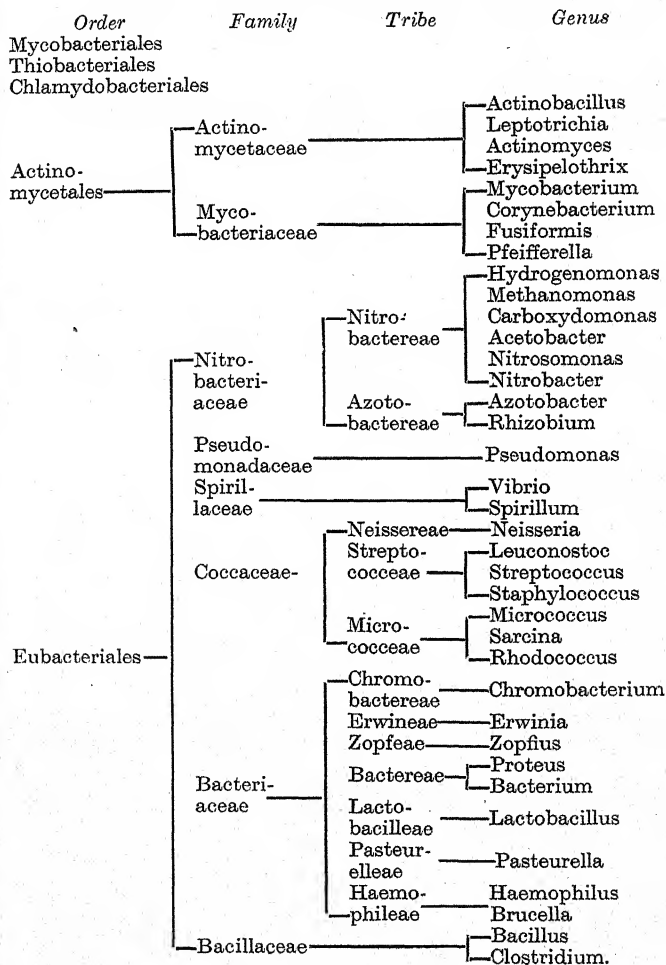 Order Family Tribe Genus
Mycobacteriales
Thiobacteriales
Chlamydobacteriales
Actinobacillus
Actino- Leptotrichia
mycetaceae Actinomyces
Actino- Erysipelothrix
mycetales Mycobacterium
Myco- Corynebacterium
bacteriaceae Fusiformis
Pfeifferella
Hydrogenomonas
Methanomonas
Nitro- Carboxydomonas
bactereae Acetobacter
Nitro- Nitrosomonas
bacteri- Nitrobacter
aceae Azoto- Azotobacter
bactereae Rhizobium
Pseudo-
monadaceae Pseudomonas
Spiril- Vibrio
laceae Spirillum
Neissereae Neisseria
Strepto- Leuconostoc
Coccaceae- cocceae Streptococcus
Staphylococcus
Micro- Micrococcus
cocceae Sarcina
Eubacteriales Rhodococcus
Chromo-
bactereae Chromobacterium
Erwineae Erwinia
Zopfeae Zopfius
Bacteri- Bactereae Proteus
aceae Bacterium
Lacto-
bacilleae Lactobacillus
Pasteur-
elleae Pasteurella
Haemo- Haemophilus
phileae Brucella
Bacillaceae Bacillus
Clostridium.